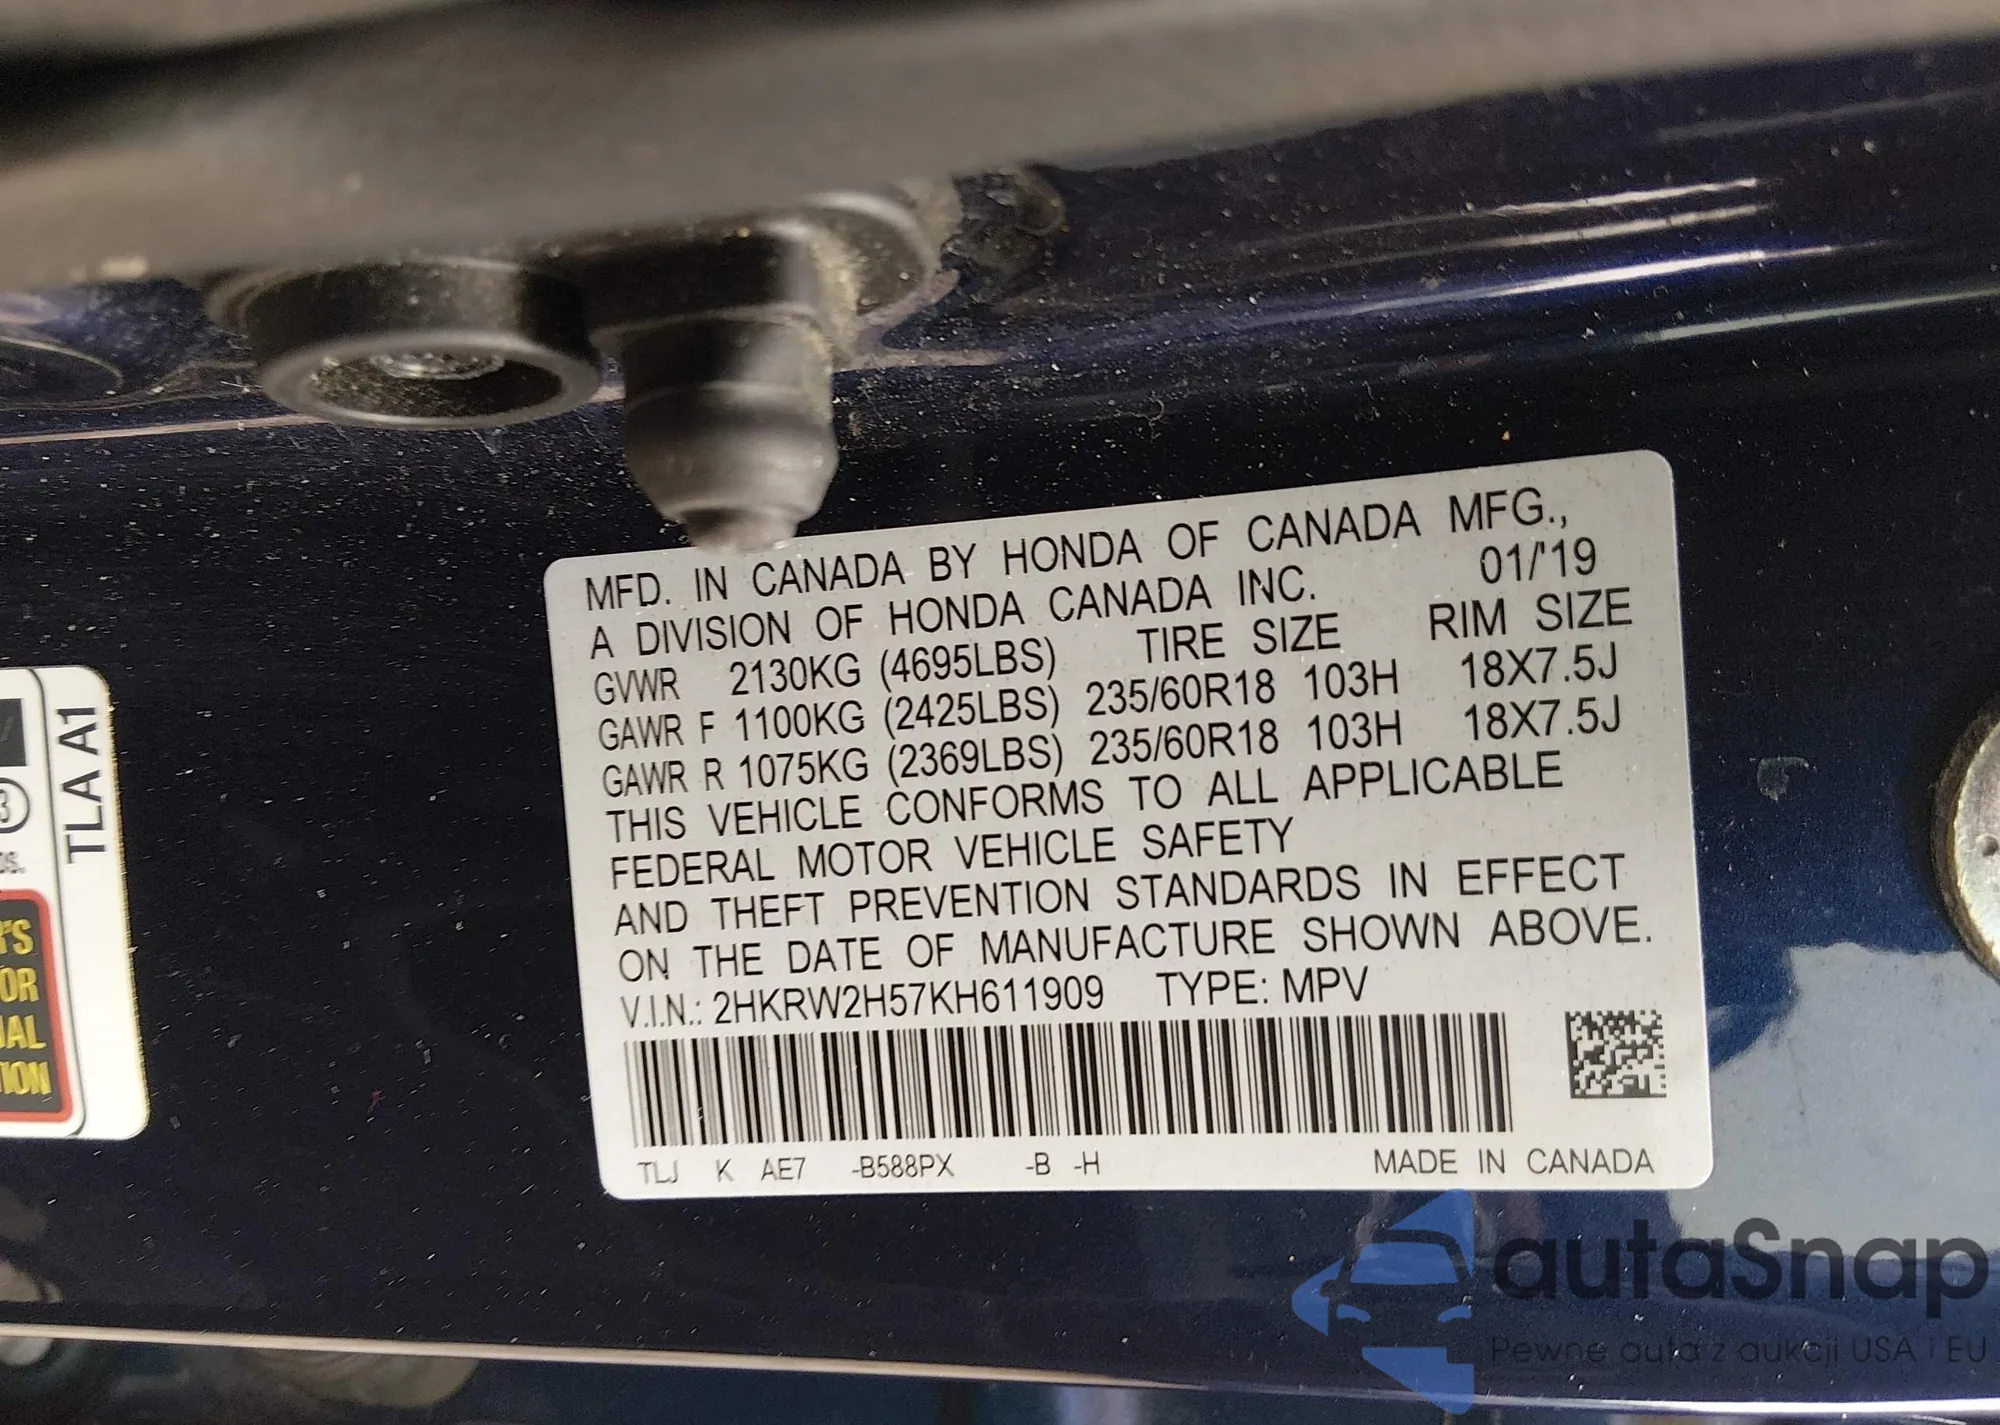 MFD. IN CANADA BY HONDA OF CANADA MFG.,
A DIVISION OF HONDA CANADA INC. 01/'19
GVWR 2130KG (4695LBS) TIRE SIZE RIM SIZE
GAWR F 1100KG (2425LBS) 235/60R18 103H 18X7.5J
GAWR R 1075KG (2369LBS) 235/60R18 103H 18X7.5J
THIS VEHICLE CONFORMS TO ALL APPLICABLE
FEDERAL MOTOR VEHICLE SAFETY
AND THEFT PREVENTION STANDARDS IN EFFECT
ON THE DATE OF MANUFACTURE SHOWN ABOVE.
V.I.N.: 2HKRW2H57KH611909 TYPE: MPV
TLJ K AE7 -B588PX -B -H MADE IN CANADA
TLA A1
3
OR
autaSnap
Pewne auta z aukcji USA i EU